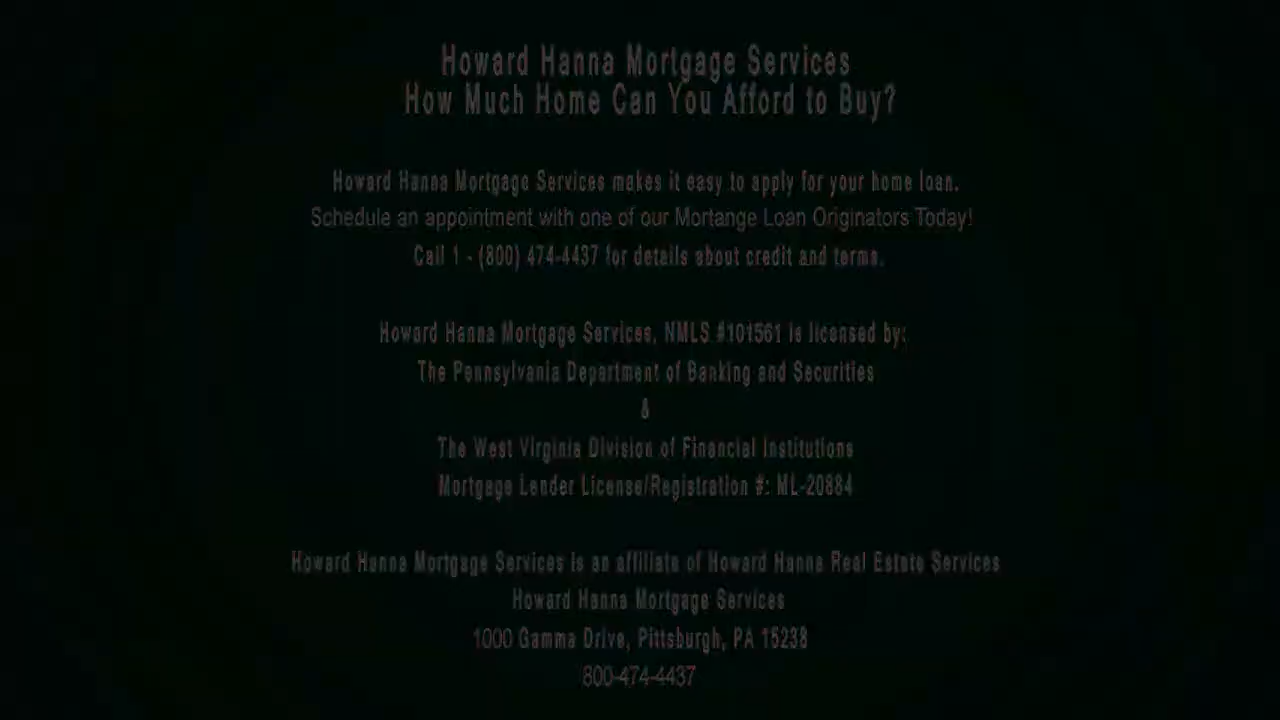 Howard Hanna Mortgage Services
How Much Home Can You Afford to Buy?
Howard Hanna Mortgage Services makes it easy to apply for your home loan.
Schedule an appointment with one of our Mortange Loan Originators Today!
Call 1 - (800) 474-4437 for details about credit and terms.
Howard Hanna Mortgage Services, NMLS #101561 is licensed by:
The Pennsylvania Department of Banking and Securities
&
The West Virginia Division of Financial Institutions
Mortgage Lender License/Registration #: ML-20884
Howard Hanna Mortgage Services is an affiliate of Howard Hanna Real Estate Services
Howard Hanna Mortgage Services
1000 Gamma Drive, Pittsburgh, PA 15238
800-474-4437